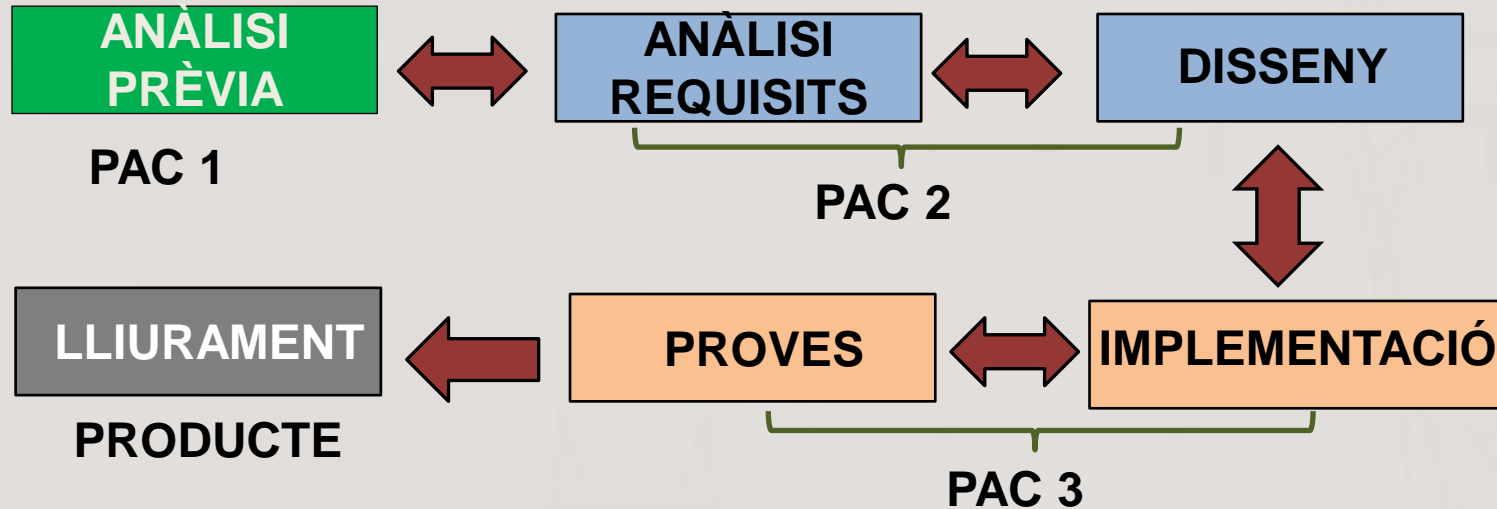 ANÀLISI
PRÈVIA
ANÀLISI
REQUISITS
DISSENY
PAC 1
PAC 2
LLIURAMENT
PROVES
IMPLEMENTACIÓ
PRODUCTE
PAC 3